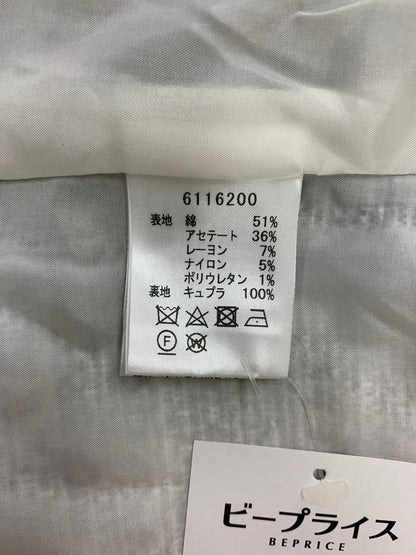 6116200
表地 綿 51%
アセテート 36%
レーヨン 7%
ナイロン 5%
ポリウレタン 1%
裏地 キュプラ 100%
F W
ビープライス
BEPRICE